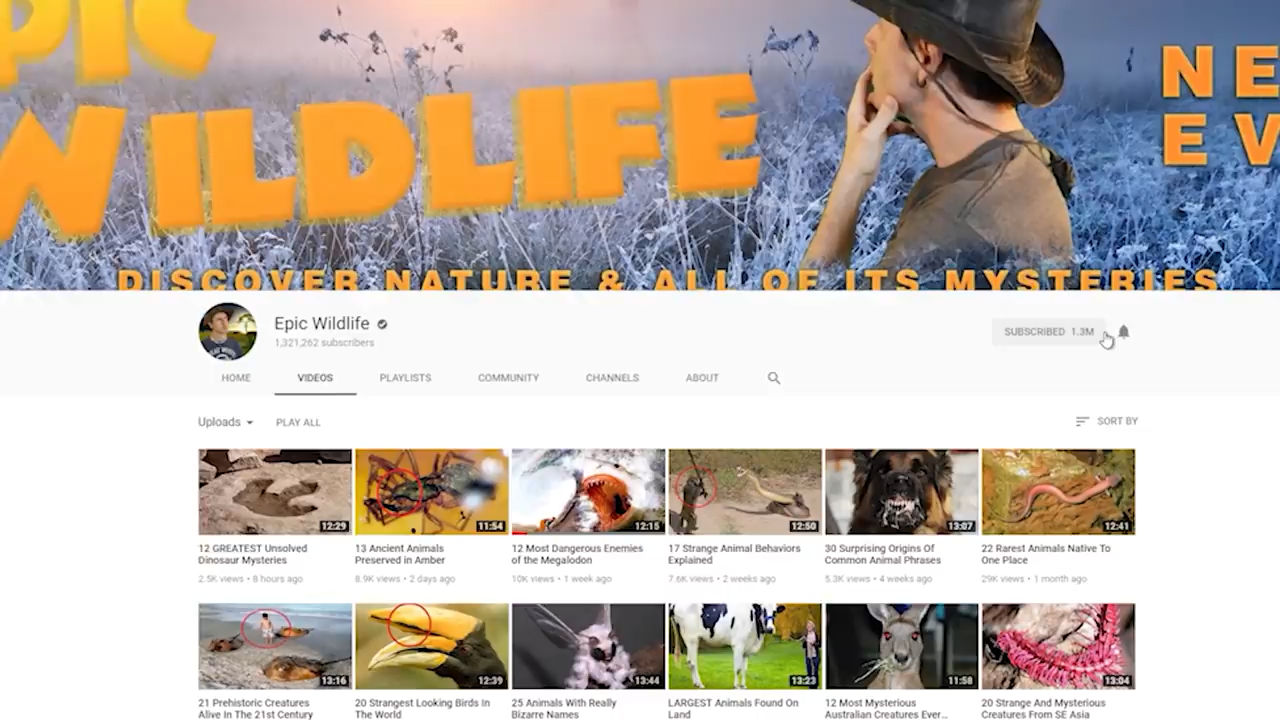 PIC
WILDLIFE
NE
EV
DISCOVER NATURE & ALL OF ITS MYSTERIES
Epic Wildlife
1,321,262 subscribers
SUBSCRIBED 1.3M
HOME VIDEOS PLAYLISTS COMMUNITY CHANNELS ABOUT
Uploads PLAY ALL SORT BY
12:29 11:54 12:15 12:50 13:07 12:41
12 GREATEST Unsolved
Dinosaur Mysteries
2.5K views • 8 hours ago
13 Ancient Animals
Preserved in Amber
8.9K views • 2 days ago
12 Most Dangerous Enemies
of the Megalodon
10K views • 1 week ago
17 Strange Animal Behaviors
Explained
7.6K views • 2 weeks ago
30 Surprising Origins Of
Common Animal Phrases
5.3K views • 4 weeks ago
22 Rarest Animals Native To
One Place
29K views • 1 month ago
13:16 12:39 13:44 13:23 11:58 13:04
21 Prehistoric Creatures
Alive In The 21st Century
20 Strangest Looking Birds In
The World
25 Animals With Really
Bizarre Names
LARGEST Animals Found On
Land
12 Most Mysterious
Australian Creatures Ever...
20 Strange And Mysterious
Creatures From SE Asia